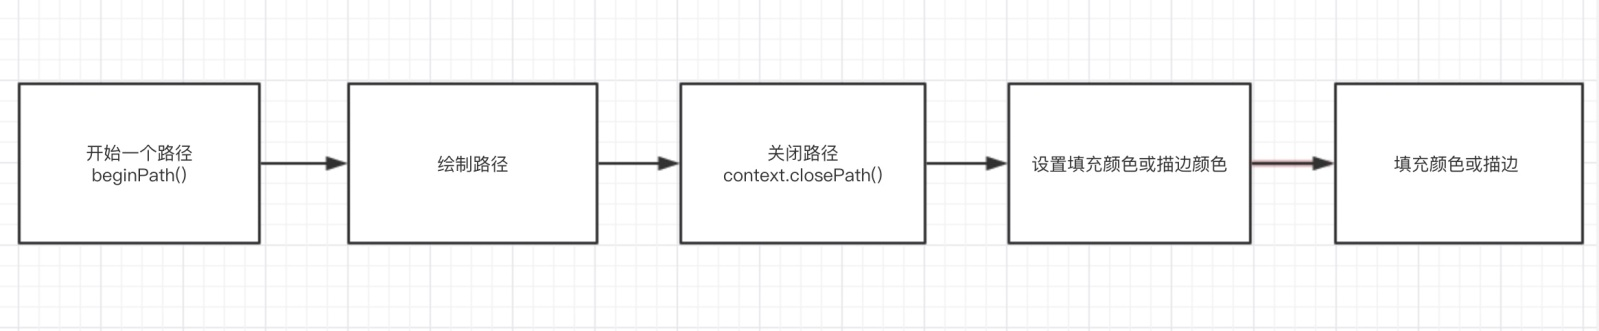 开始一个路径
beginPath()
绘制路径
关闭路径
context.closePath()
设置填充颜色或描边颜色
填充颜色或描边